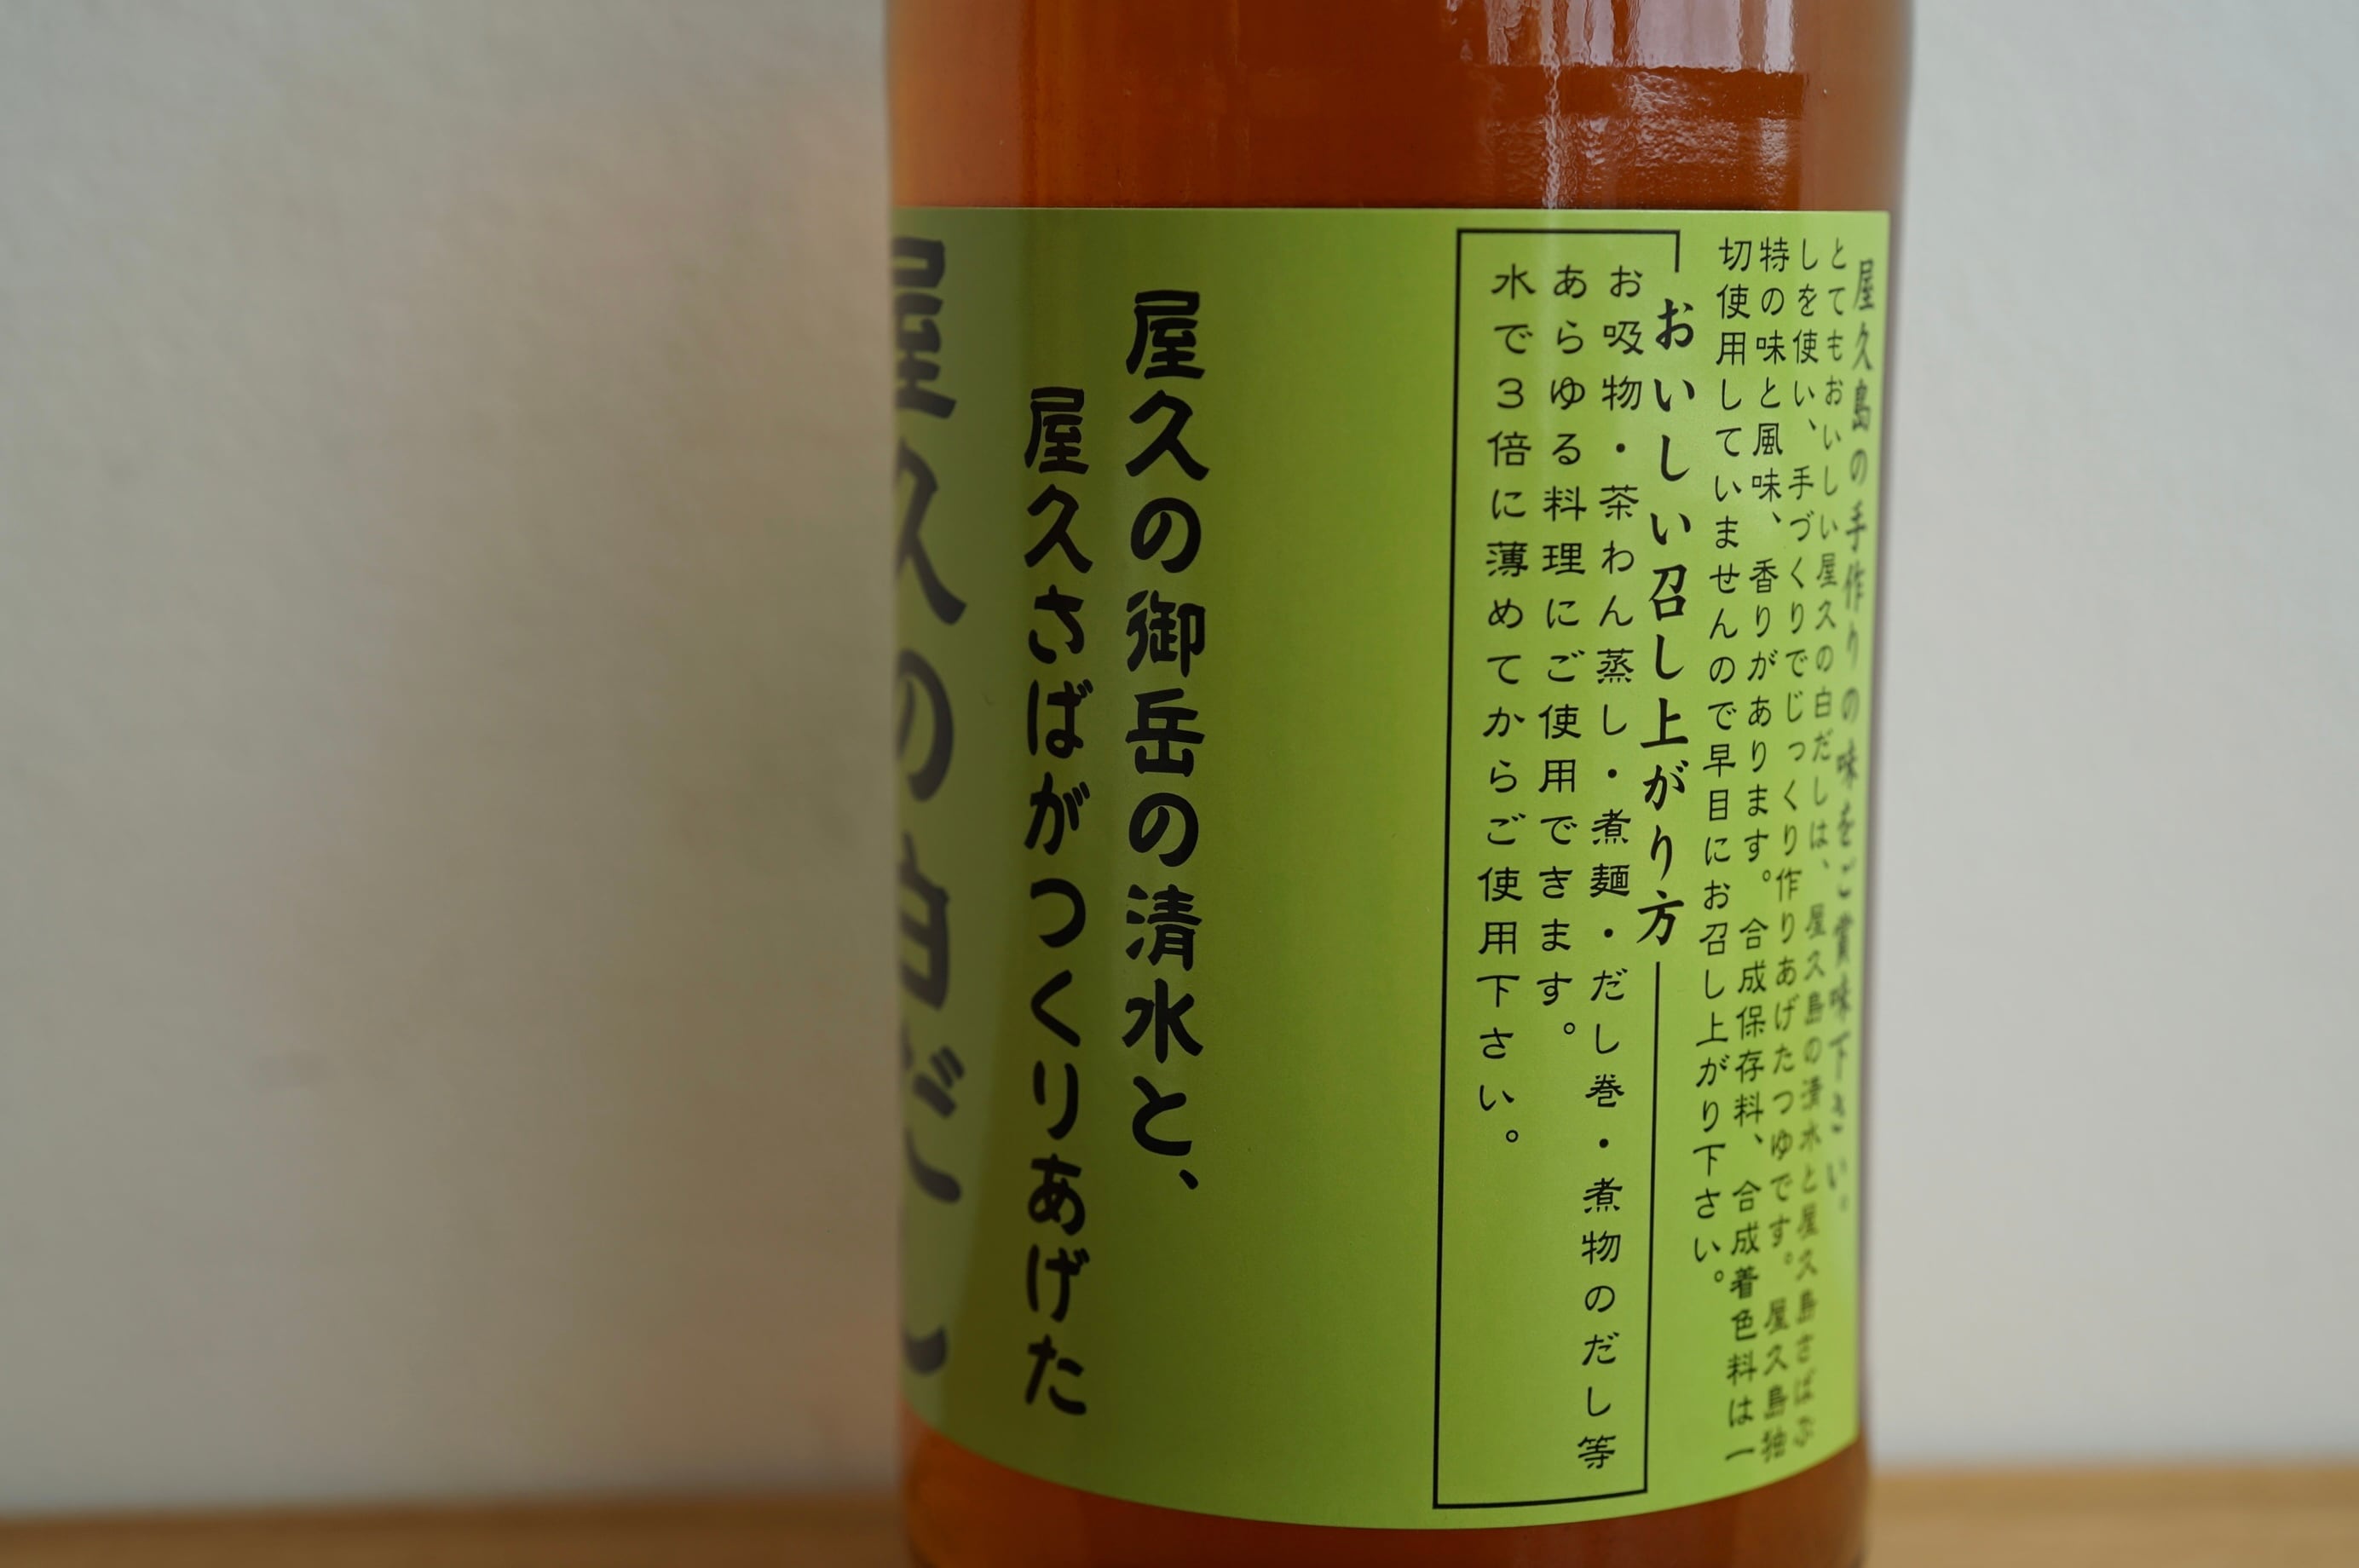 屋久島の手作りの味をご賞味下さい。
とてもおいしい屋久の白だしは、屋久島の清水と屋久島さばぶ
しを使い、手づくりでじっくり作りあげたつゆです。屋久島独
特の味と風味、香りがあります。合成保存料、合成着色料は一
切使用していませんので早目にお召し上がり下さい。
おいしい召し上がり方
お吸物・茶わん蒸し・煮麺・だし巻・煮物のだし等
あらゆる料理にご使用できます。
水で3倍に薄めてからご使用下さい。
屋久の御岳の清水と、
屋久さばがつくりあげた
屋久の白だし